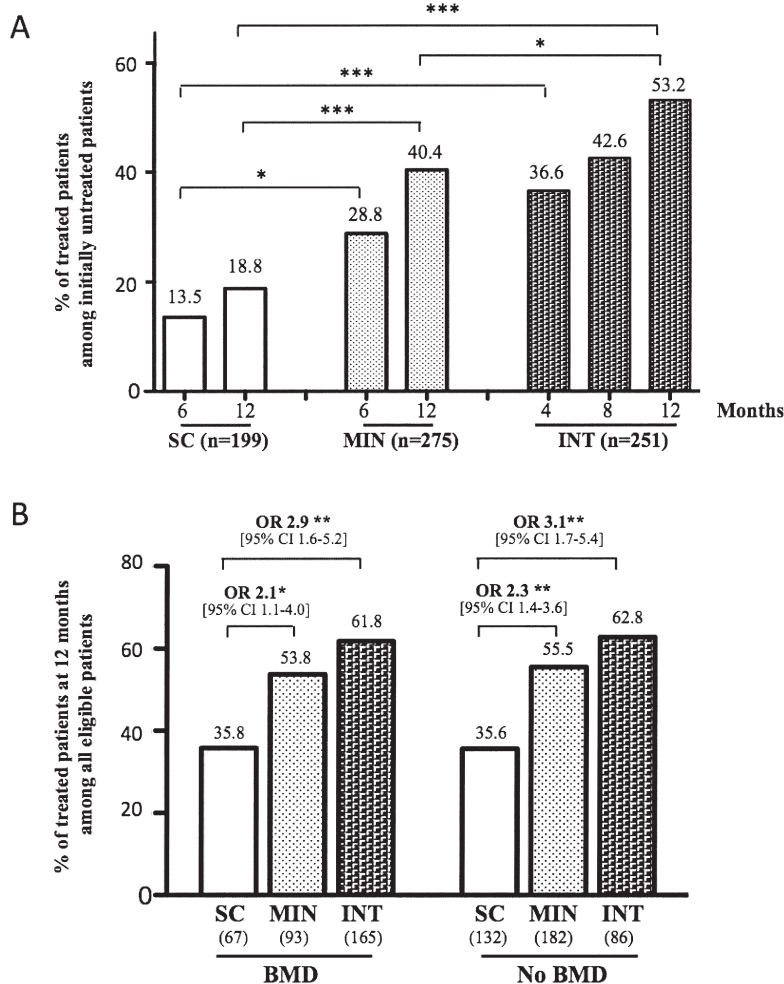 A
% of treated patients
among initially untreated patients
60
40
20
0
***
*
***
***
*
13.5
18.8
28.8
40.4
36.6
42.6
53.2
6 12 6 12 4 8 12 Months
SC (n=199) MIN (n=275) INT (n=251)
B
% of treated patients at 12 months
among all eligible patients
80
60
40
20
0
OR 2.9 **
[95% CI 1.6-5.2]
OR 2.1*
[95% CI 1.1-4.0]
35.8
53.8
61.8
OR 3.1**
[95% CI 1.7-5.4]
OR 2.3 **
[95% CI 1.4-3.6]
35.6
55.5
62.8
SC MIN INT SC MIN INT
(67) (93) (165) (132) (182) (86)
BMD No BMD